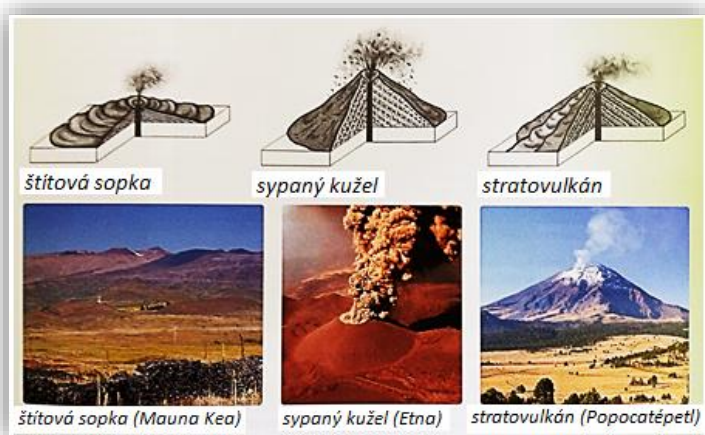 štítová sopka
sypaný kužel
stratovulkán
štítová sopka (Mauna Kea)
sypaný kužel (Etna)
stratovulkán (Popocatépetl)